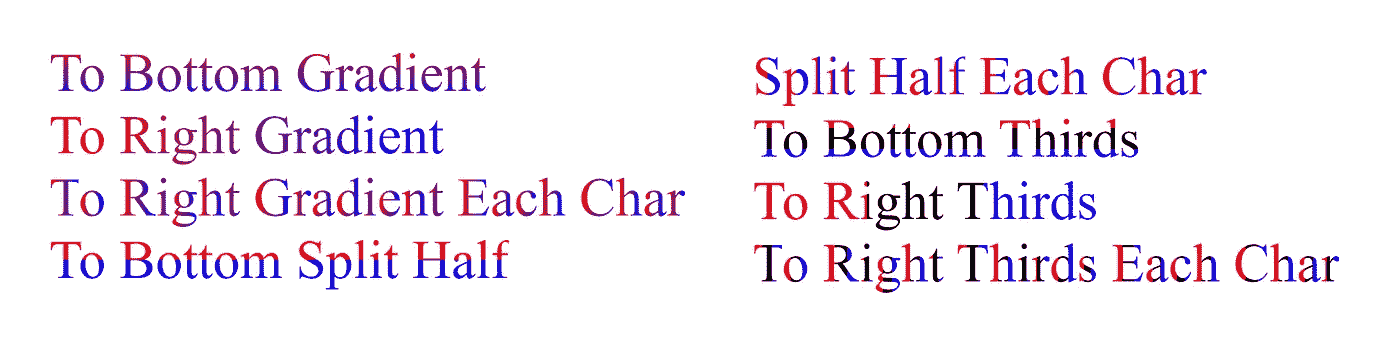 To Bottom Gradient
To Right Gradient
To Right Gradient Each Char
To Bottom Split Half
Split Half Each Char
To Bottom Thirds
To Right Thirds
To Right Thirds Each Char